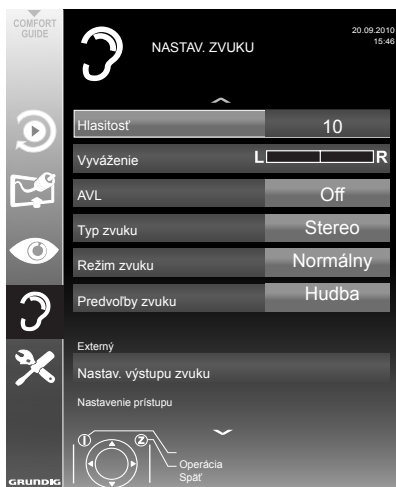 COMFORT
GUIDE
NASTAV. ZVUKU
20.09.2010
15:46
Hlasitosť 10
Vyváženie L R
AVL Off
Typ zvuku Stereo
Režim zvuku Normálny
Predvoľby zvuku Hudba
Externý
Nastav. výstupu zvuku
Nastavenie prístupu
Z
Operácia
Späť
GRUNDIG